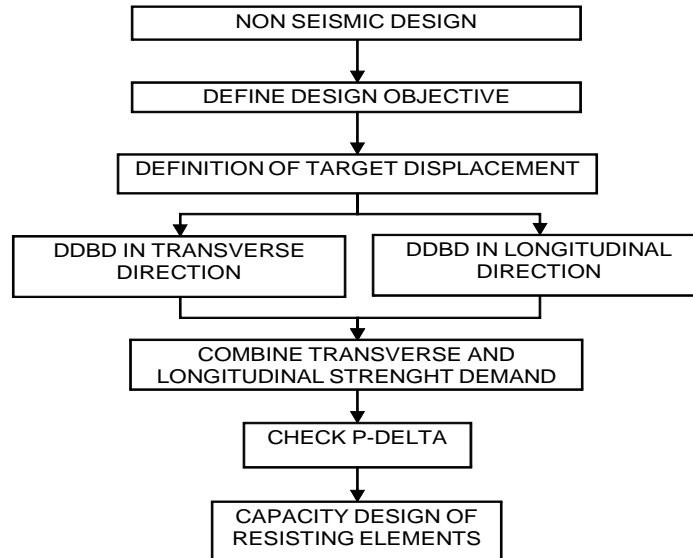 NON SEISMIC DESIGN
DEFINE DESIGN OBJECTIVE
DEFINITION OF TARGET DISPLACEMENT
DDBD IN TRANSVERSE
DIRECTION
DDBD IN LONGITUDINAL
DIRECTION
COMBINE TRANSVERSE AND
LONGITUDINAL STRENGHT DEMAND
CHECK P-DELTA
CAPACITY DESIGN OF
RESISTING ELEMENTS